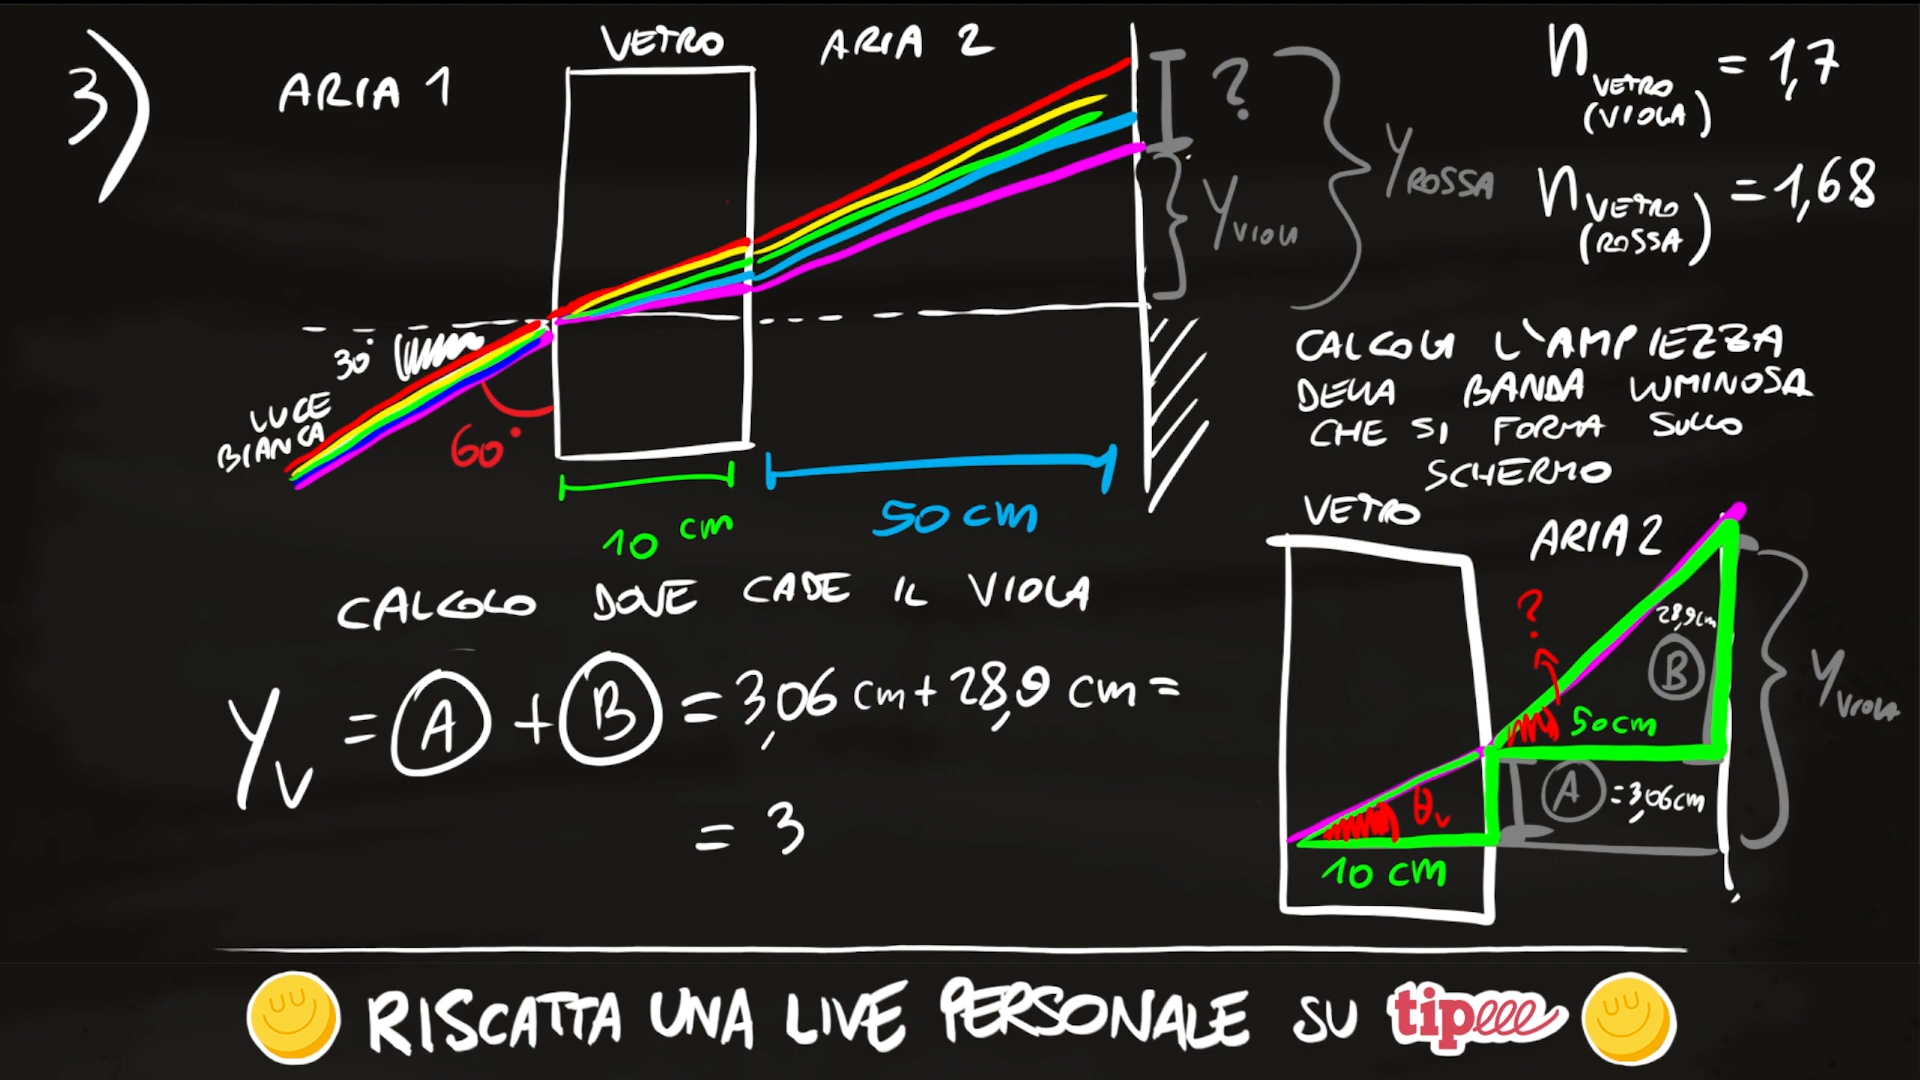 3)
ARIA 1
VETRO
ARIA 2
?
Y ROSSA
Y VIOLA
n VETRO (VIOLA) = 1,7
n VETRO (ROSSA) = 1,68
30°
LUCE
BIANCA
60°
10 cm
50 cm
CALCOLA L'AMPIEZZA
DELLA BANDA LUMINOSA
CHE SI FORMA SULLO
SCHERMO
CALCOLO DOVE CADE IL VIOLA
Yv = A + B = 3,06 cm + 28,9 cm =
= 3
VETRO
ARIA 2
?
28,9 cm
B
50 cm
Y VIOLA
A = 3,06 cm
θv
10 cm
RISCATTA UNA LIVE PERSONALE SU tipeee